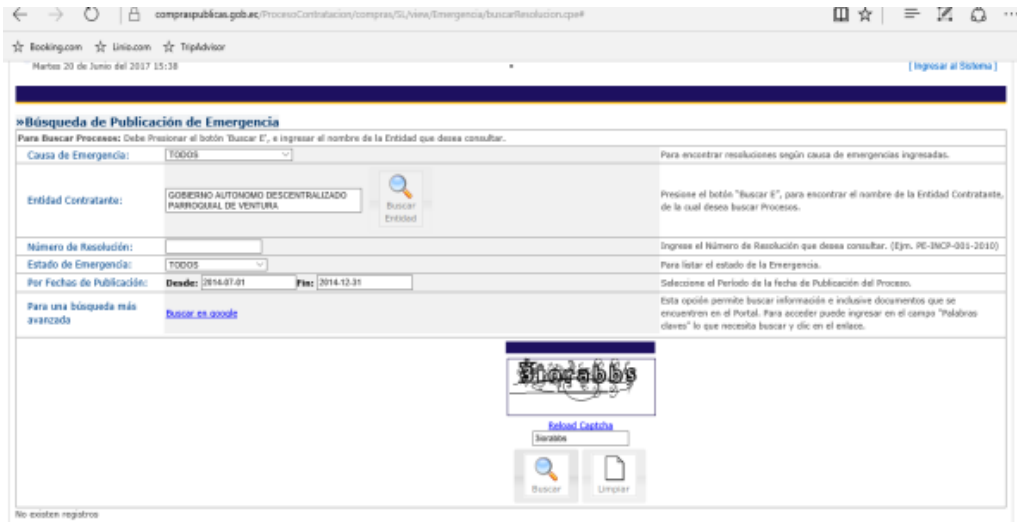 compraspublicas.gob.ec/ProcesoContratacion/compras/SL/view/Emergencia/buscarResolucion.cpe#
Booking.com Linio.com TripAdvisor
Martes 20 de Junio del 2017 15:38 [ Ingresar al Sistema ]
»Búsqueda de Publicación de Emergencia
Para Buscar Procesos: Debe Presionar el botón 'Buscar E', e ingresar el nombre de la Entidad que desea consultar.
Causa de Emergencia: TODOS Para encontrar resoluciones según causa de emergencias ingresadas.
Entidad Contratante: GOBIERNO AUTONOMO DESCENTRALIZADO
PARROQUIAL DE VENTURA
Buscar
Entidad
Presione el botón "Buscar E", para encontrar el nombre de la Entidad Contratante,
de la cual desea buscar Procesos.
Número de Resolución: Ingrese el Número de Resolución que desea consultar. (Ejm. PE-INCP-001-2010)
Estado de Emergencia: TODOS Para listar el estado de la Emergencia.
Por Fechas de Publicación: Desde: 2014-07-01 Fin: 2014-12-31 Seleccione el Período de la fecha de Publicación del Proceso.
Para una búsqueda más
avanzada
Buscar en google
Esta opción permite buscar información e inclusive documentos que se
encuentren en el Portal. Para acceder puede ingresar en el campo "Palabras
claves" lo que necesita buscar y clic en el enlace.
3iorabbs
Reload Captcha
3iorabbs
Buscar Limpiar
No existen registros